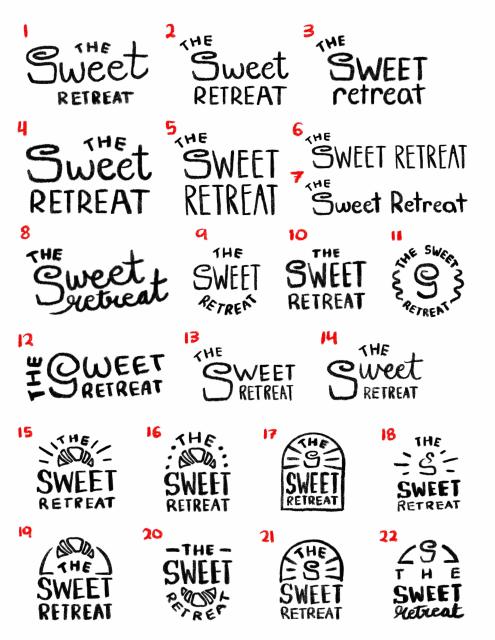 1
THE
Sweet
RETREAT
2
THE
Sweet
RETREAT
3
THE
SWEET
retreat
4
THE
Sweet
RETREAT
5
THE
SWEET
RETREAT
6
THE
SWEET RETREAT
7
THE
Sweet Retreat
8
THE
Sweet
retreat
9
THE
SWEET
RETREAT
10
THE
SWEET
RETREAT
11
THE SWEET
S
RETREAT
12
THE
SWEET
RETREAT
13
THE
SWEET
RETREAT
14
THE
Sweet
RETREAT
15
THE
SWEET
RETREAT
16
THE
SWEET
RETREAT
17
THE
S
SWEET
RETREAT
18
THE
S
SWEET
RETREAT
19
THE
SWEET
RETREAT
20
-THE-
SWEET
RETREAT
21
THE
S
SWEET
RETREAT
22
S
THE
SWEET
retreat